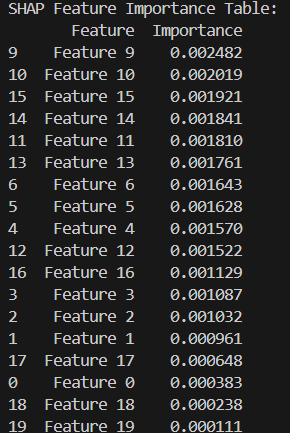 SHAP Feature Importance Table:
Feature Importance
9 Feature 9 0.002482
10 Feature 10 0.002019
15 Feature 15 0.001921
14 Feature 14 0.001841
11 Feature 11 0.001810
13 Feature 13 0.001761
6 Feature 6 0.001643
5 Feature 5 0.001628
4 Feature 4 0.001570
12 Feature 12 0.001522
16 Feature 16 0.001129
3 Feature 3 0.001087
2 Feature 2 0.001032
1 Feature 1 0.000961
17 Feature 17 0.000648
0 Feature 0 0.000383
18 Feature 18 0.000238
19 Feature 19 0.000111